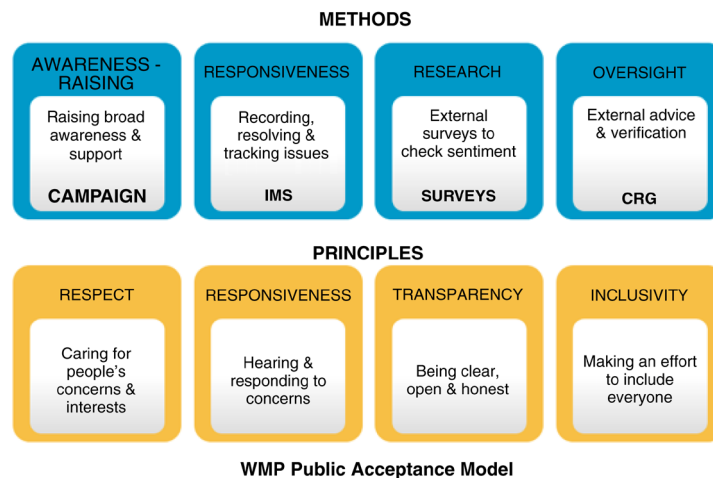 METHODS
AWARENESS -
RAISING
Raising broad
awareness &
support
CAMPAIGN
RESPONSIVENESS
Recording,
resolving &
tracking issues
IMS
RESEARCH
External
surveys to
check sentiment
SURVEYS
OVERSIGHT
External advice
& verification
CRG
PRINCIPLES
RESPECT
Caring for
people's
concerns &
interests
RESPONSIVENESS
Hearing &
responding to
concerns
TRANSPARENCY
Being clear,
open & honest
INCLUSIVITY
Making an effort
to include
everyone
WMP Public Acceptance Model